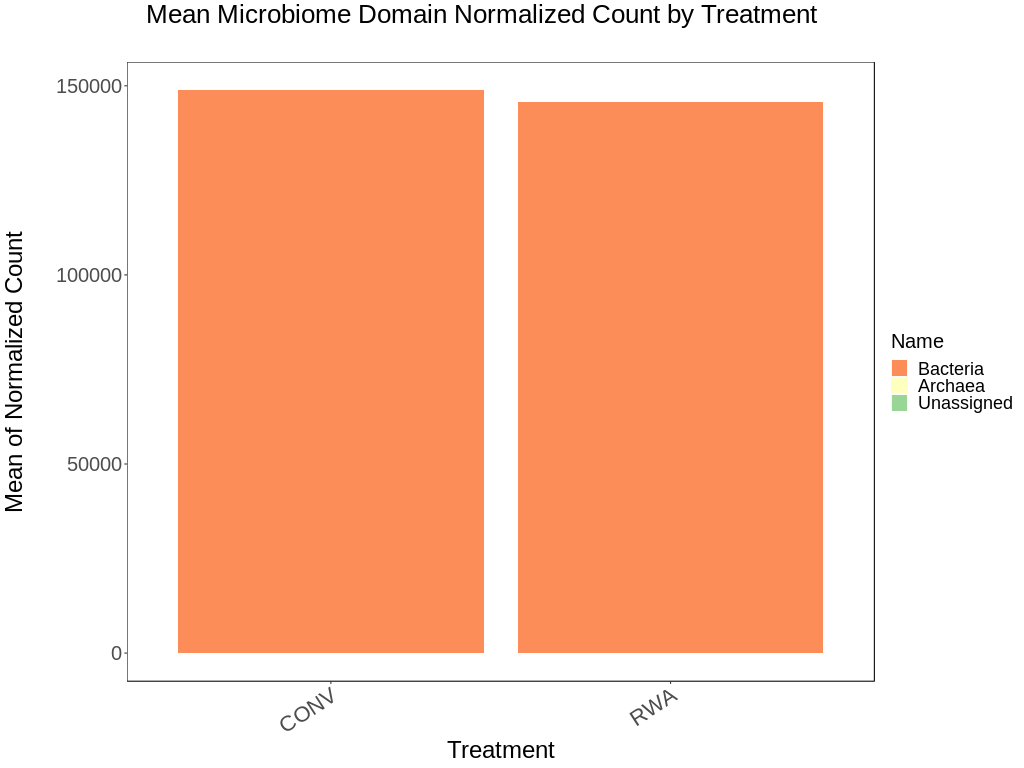 Mean Microbiome Domain Normalized Count by Treatment
Mean of Normalized Count
150000
100000
50000
0
CONV
RWA
Treatment
Name
Bacteria
Archaea
Unassigned